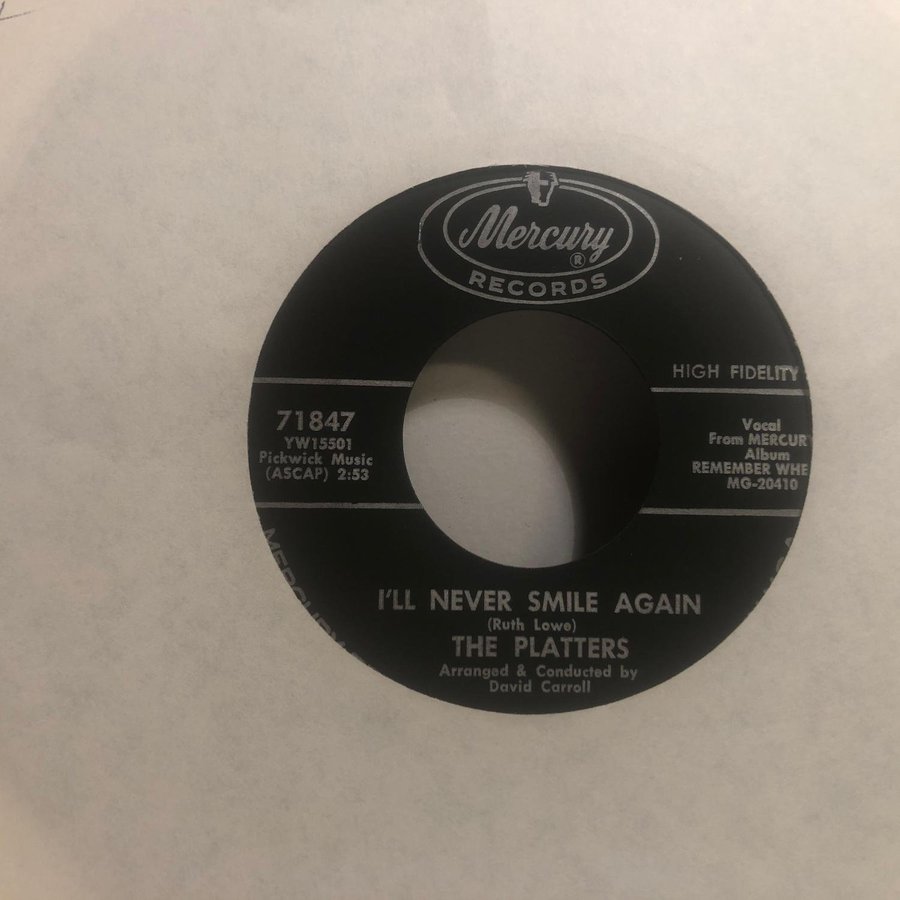 Mercury
®
RECORDS
HIGH FIDELITY
71847
YW15501
Pickwick Music
(ASCAP) 2:53
Vocal
From MERCUR
Album
REMEMBER WHE
MG-20410
I'LL NEVER SMILE AGAIN
(Ruth Lowe)
THE PLATTERS
Arranged & Conducted by
David Carroll
MERCURY